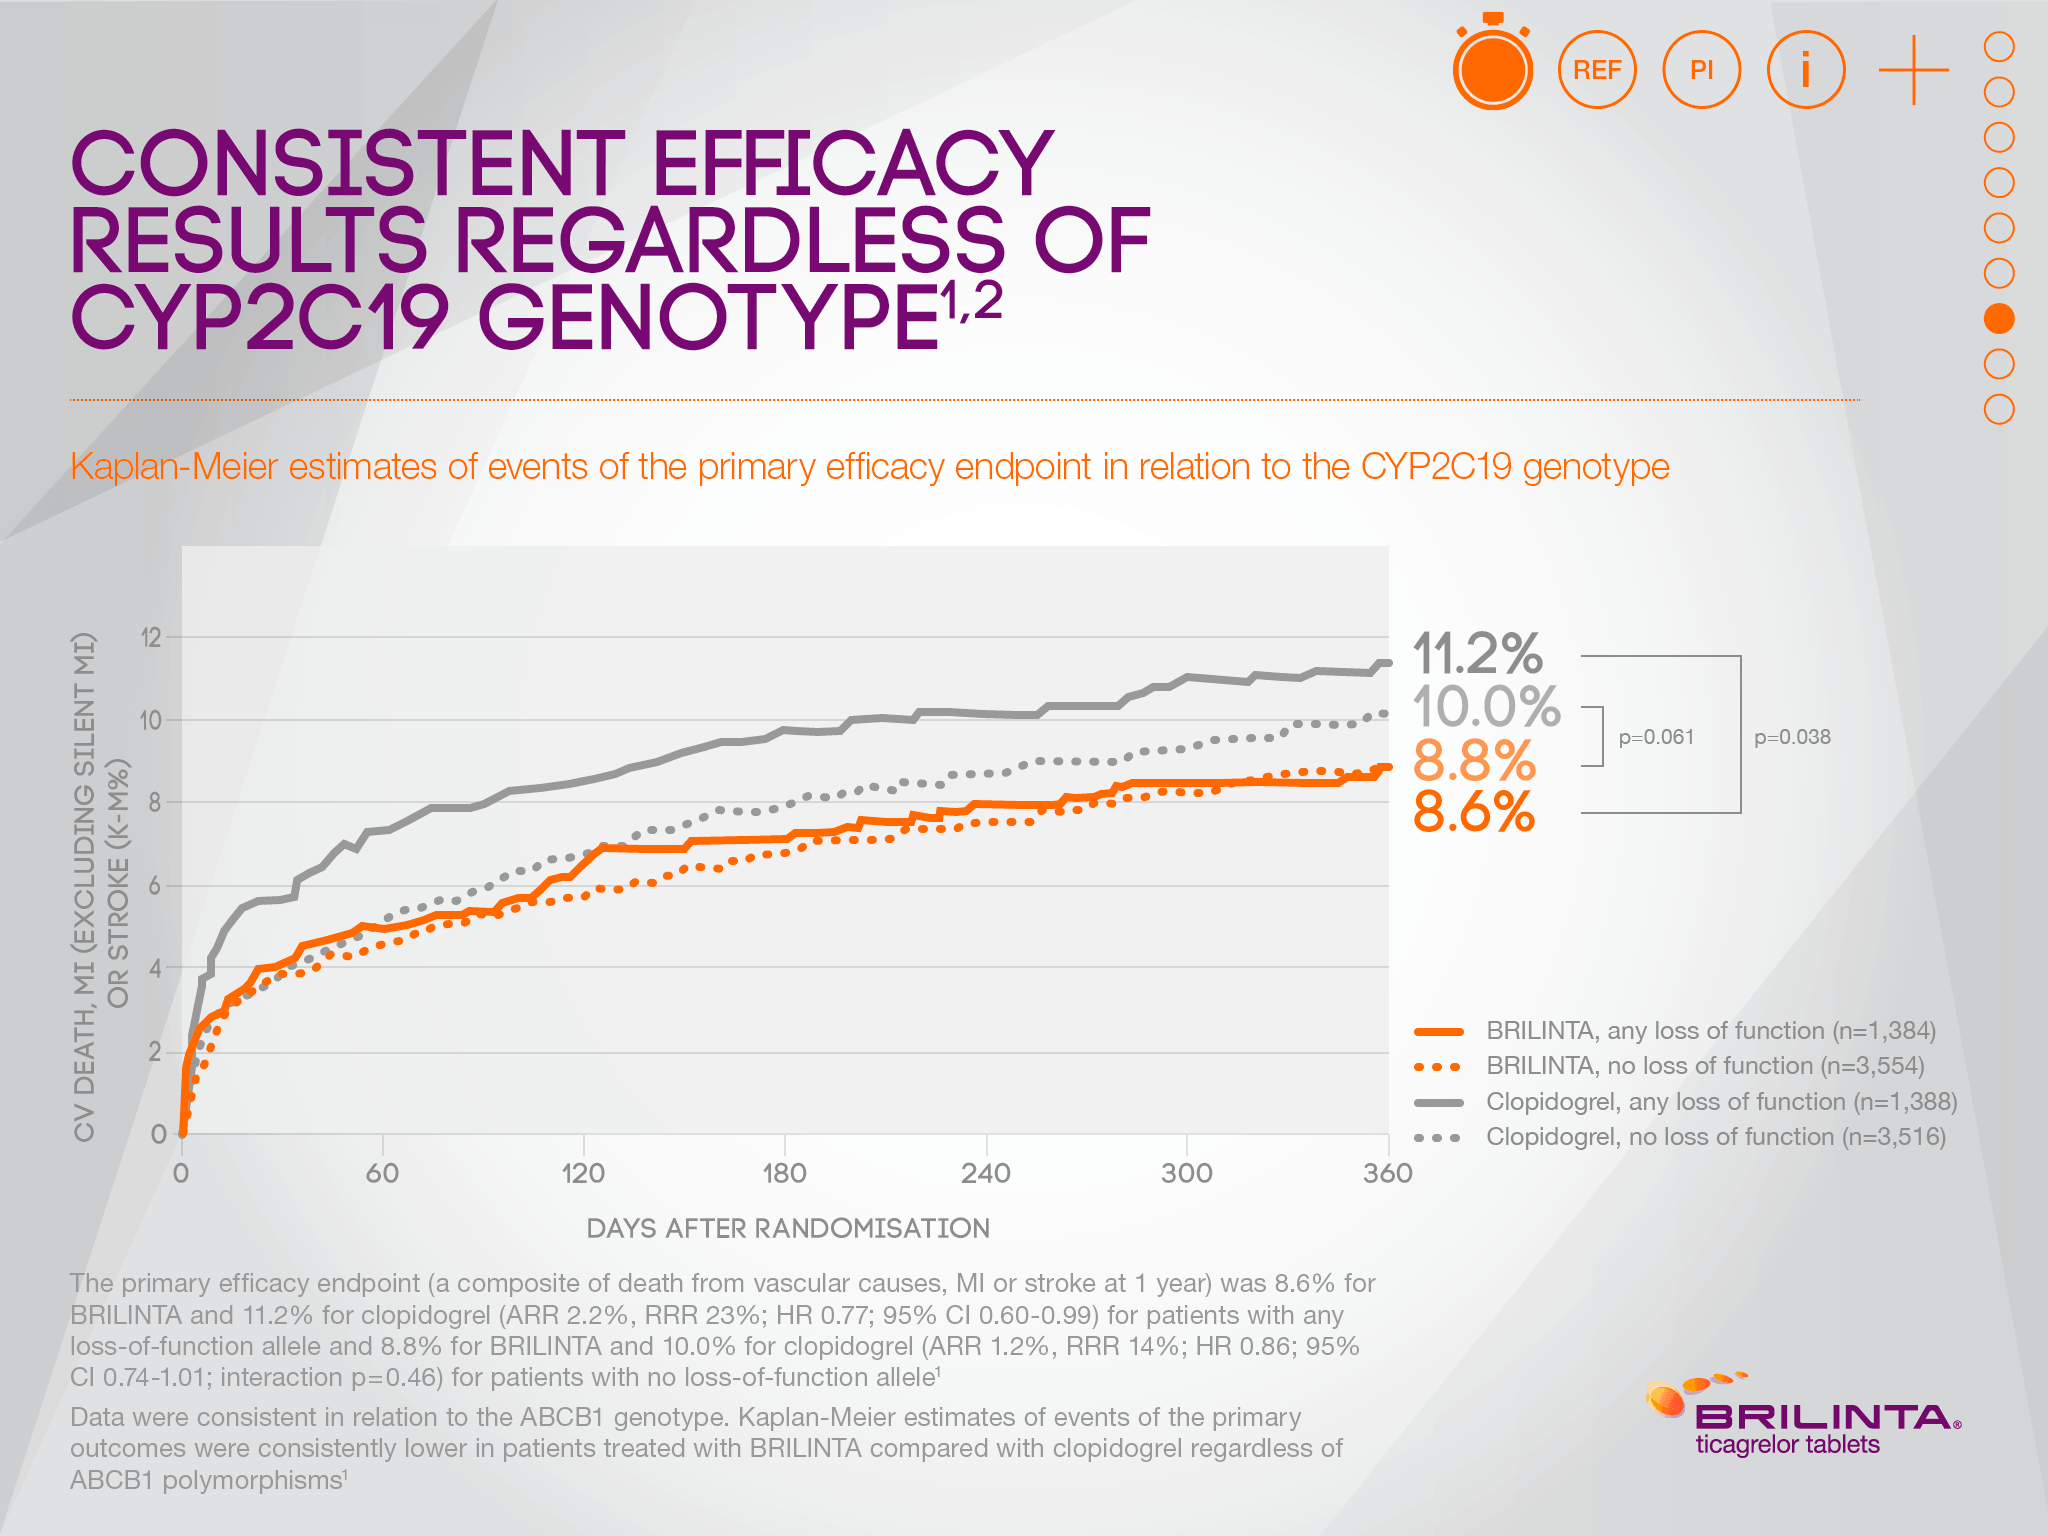 REF PI i
CONSISTENT EFFICACY
RESULTS REGARDLESS OF
CYP2C19 GENOTYPE1,2
Kaplan-Meier estimates of events of the primary efficacy endpoint in relation to the CYP2C19 genotype
CV DEATH, MI (EXCLUDING SILENT MI)
OR STROKE (K-M%)
12
10
8
6
4
2
0
0 60 120 180 240 300 360
DAYS AFTER RANDOMISATION
11.2%
10.0%
8.8%
8.6%
p=0.061 p=0.038
BRILINTA, any loss of function (n=1,384)
BRILINTA, no loss of function (n=3,554)
Clopidogrel, any loss of function (n=1,388)
Clopidogrel, no loss of function (n=3,516)
The primary efficacy endpoint (a composite of death from vascular causes, MI or stroke at 1 year) was 8.6% for
BRILINTA and 11.2% for clopidogrel (ARR 2.2%, RRR 23%; HR 0.77; 95% CI 0.60-0.99) for patients with any
loss-of-function allele and 8.8% for BRILINTA and 10.0% for clopidogrel (ARR 1.2%, RRR 14%; HR 0.86; 95%
CI 0.74-1.01; interaction p=0.46) for patients with no loss-of-function allele1
Data were consistent in relation to the ABCB1 genotype. Kaplan-Meier estimates of events of the primary
outcomes were consistently lower in patients treated with BRILINTA compared with clopidogrel regardless of
ABCB1 polymorphisms1
BRILINTA®
ticagrelor tablets